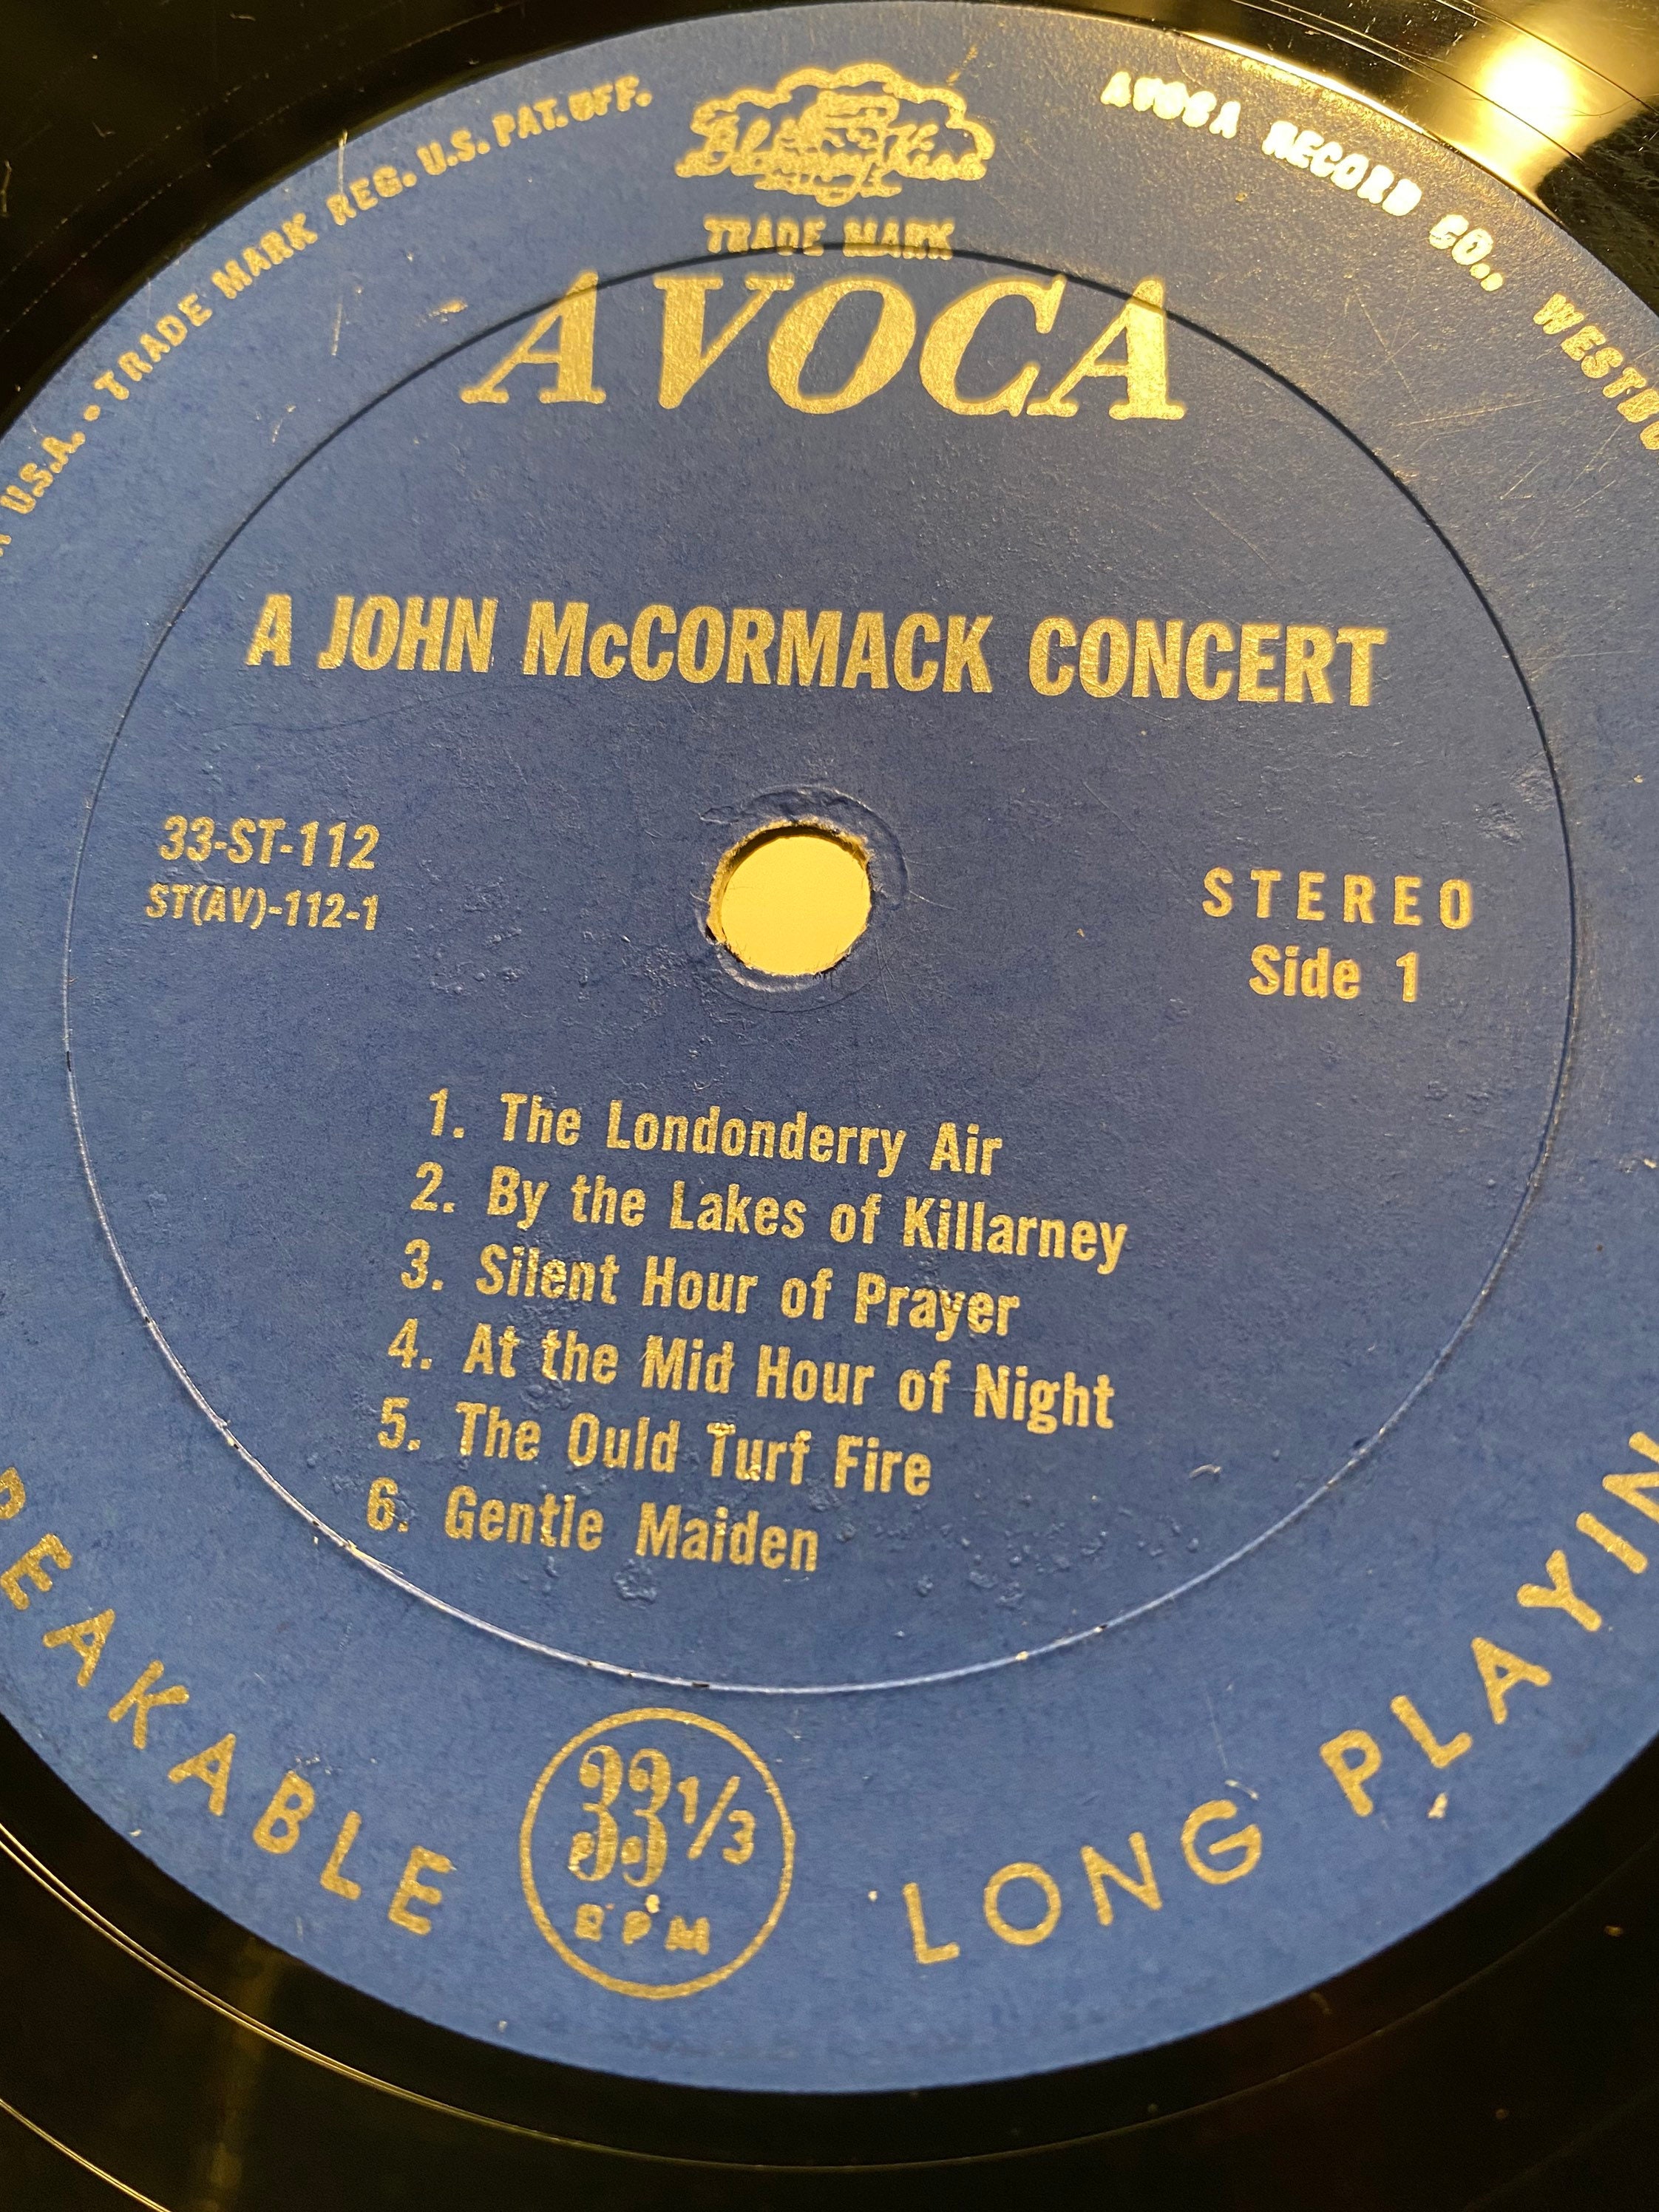 U.S.A. • TRADE MARK REG. U.S. PAT. OFF.
Blarney Kiss
TRADE MARK
AVOCA RECORD CO.,
AVOCA
A JOHN McCORMACK CONCERT
33-ST-112
ST(AV)-112-1
STEREO
Side 1
1. The Londonderry Air
2. By the Lakes of Killarney
3. Silent Hour of Prayer
4. At the Mid Hour of Night
5. The Ould Turf Fire
6. Gentle Maiden
REAKABLE
33 1/3
RPM
LONG PLAYIN